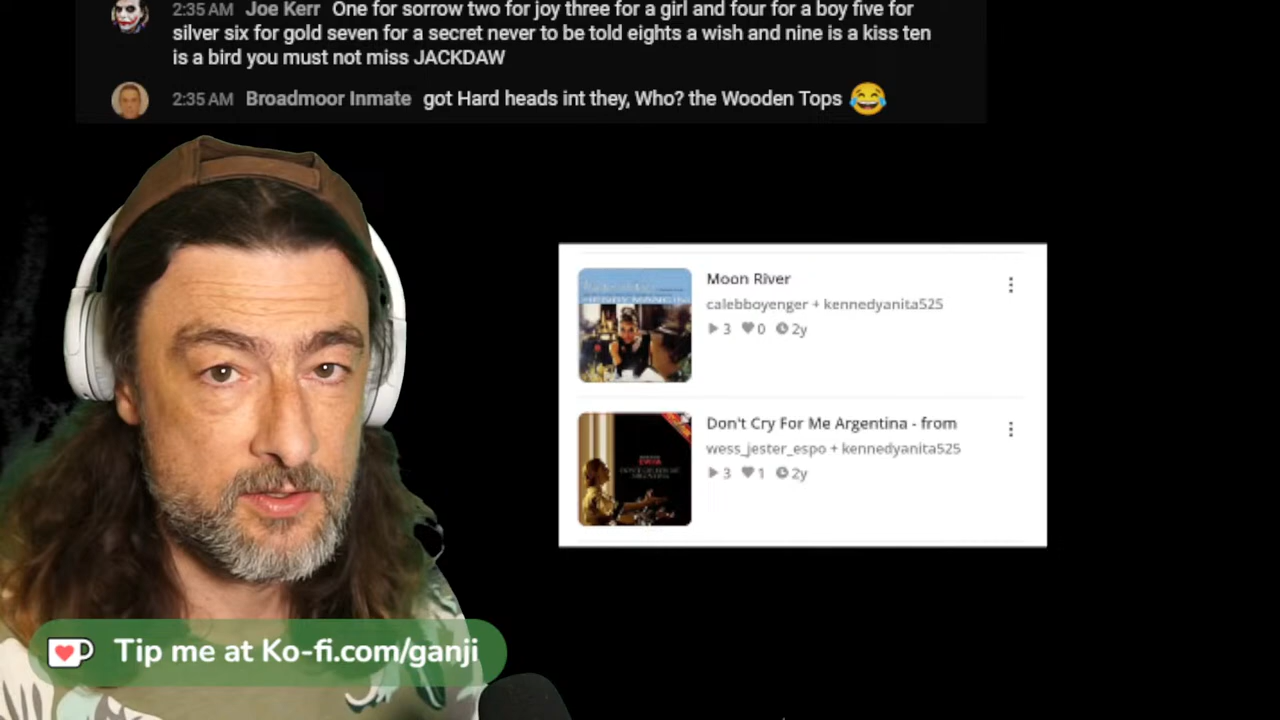 2:35 AM Joe Kerr One for sorrow two for joy three for a girl and four for a boy five for
silver six for gold seven for a secret never to be told eights a wish and nine is a kiss ten
is a bird you must not miss JACKDAW
2:35 AM Broadmoor Inmate got Hard heads int they, Who? the Wooden Tops 😂
Moon River
calebboyenger + kennedyanita525
3 0 2y
Don't Cry For Me Argentina - from
wess_jester_espo + kennedyanita525
3 1 2y
Tip me at Ko-fi.com/ganji